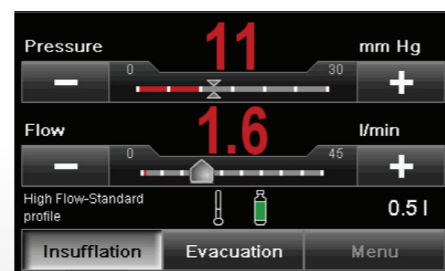 Pressure 11 mm Hg
− 0 30 +
Flow 1.6 l/min
− 0 45 +
High Flow-Standard
profile 0.5 l
Insufflation Evacuation Menu